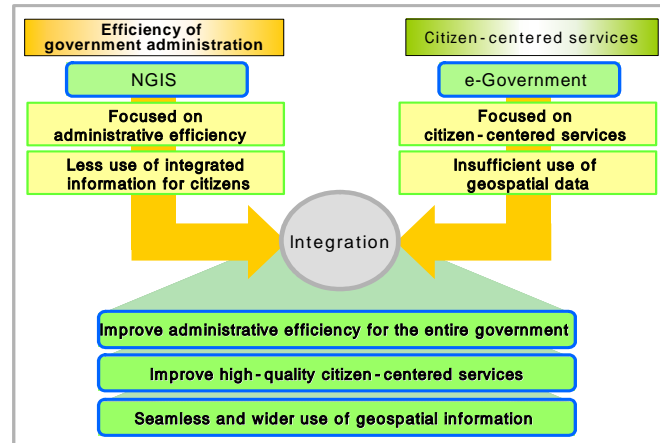 Efficiency of
government administration
NGIS
Focused on
administrative efficiency
Less use of integrated
information for citizens
Citizen-centered services
e-Government
Focused on
citizen-centered services
Insufficient use of
geospatial data
Integration
Improve administrative efficiency for the entire government
Improve high-quality citizen-centered services
Seamless and wider use of geospatial information